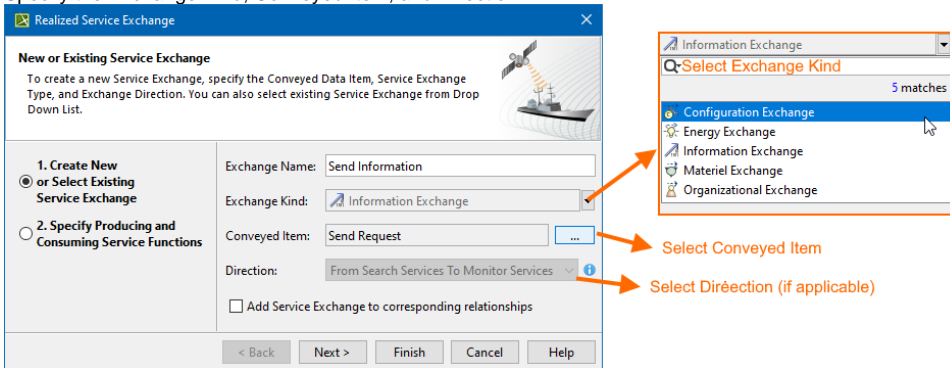 Realized Service Exchange
New or Existing Service Exchange
To create a new Service Exchange, specify the Conveyed Data Item, Service Exchange
Type, and Exchange Direction. You can also select existing Service Exchange from Drop
Down List.
1. Create New
or Select Existing
Service Exchange
2. Specify Producing and
Consuming Service Functions
Exchange Name: Send Information
Exchange Kind: Information Exchange
Conveyed Item: Send Request ...
Direction: From Search Services To Monitor Services
Add Service Exchange to corresponding relationships
< Back Next > Finish Cancel Help
Information Exchange
Select Exchange Kind
5 matches
Configuration Exchange
Energy Exchange
Information Exchange
Materiel Exchange
Organizational Exchange
Select Conveyed Item
Select Diréection (if applicable)